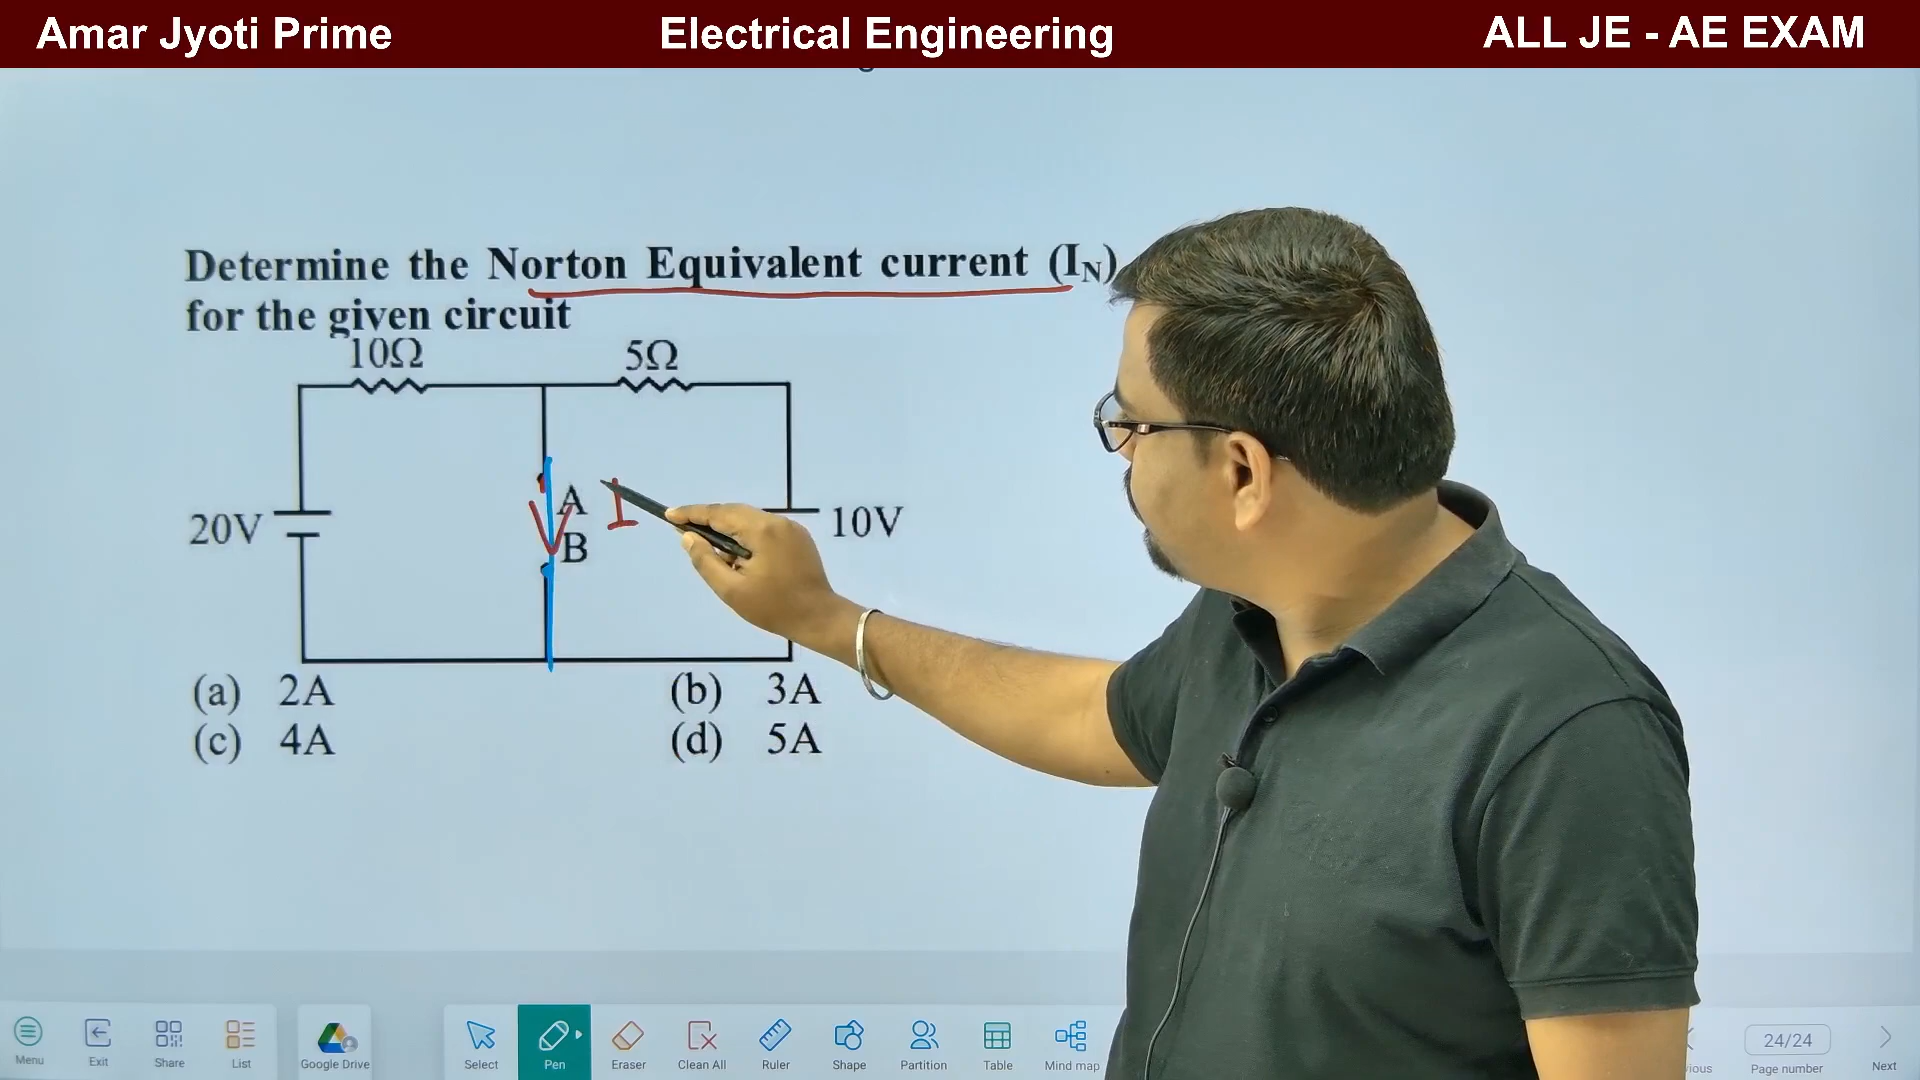 Amar Jyoti Prime Electrical Engineering ALL JE - AE EXAM
Determine the Norton Equivalent current (I_N)
for the given circuit
10Ω 5Ω
20V A I 10V
B
(a) 2A (b) 3A
(c) 4A (d) 5A
Menu Exit Share List Google Drive Select Pen Eraser Clean All Ruler Shape Partition Table Mind map 24/24 Page number Next